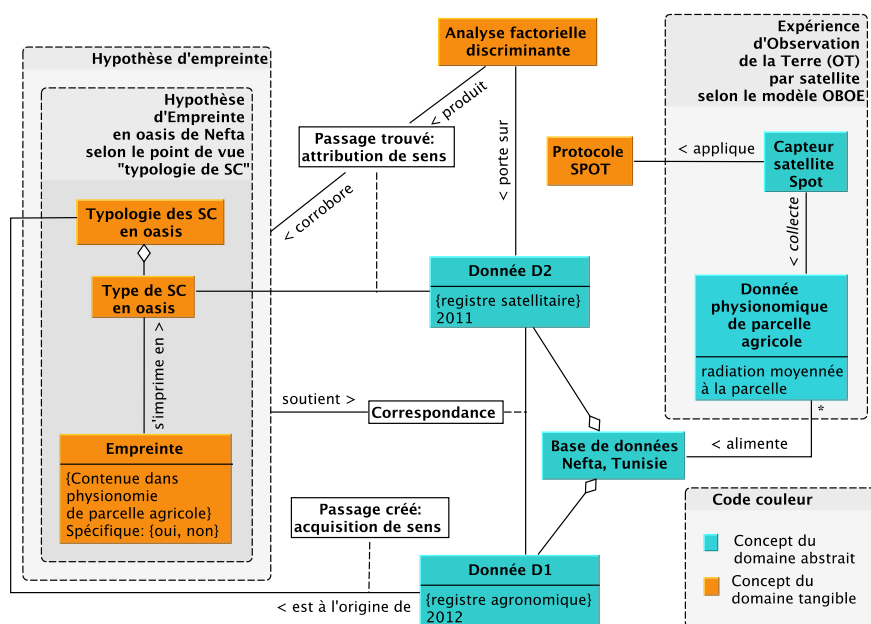 Analyse factorielle
discriminante
Expérience
d'Observation
de la Terre (OT)
par satellite
selon le modèle OBOE
Hypothèse d'empreinte
Hypothèse
d'Empreinte
en oasis de Nefta
selon le point de vue
"typologie de SC"
< produit
< porte sur
Passage trouvé:
attribution de sens
< corrobore
Protocole
SPOT
< applique
Capteur
satellite
Spot
< collecte
Typologie des SC
en oasis
Type de SC
en oasis
s'imprime en >
Donnée D2
{registre satellitaire}
2011
Donnée
physionomique
de parcelle
agricole
radiation moyennée
à la parcelle
*
soutient >
Correspondance
Empreinte
{Contenue dans
physionomie
de parcelle agricole}
Spécifique: {oui, non}
Base de données
Nefta, Tunisie
< alimente
Passage créé:
acquisition de sens
Donnée D1
{registre agronomique}
2012
< est à l'origine de
Code couleur
Concept du
domaine abstrait
Concept du
domaine tangible